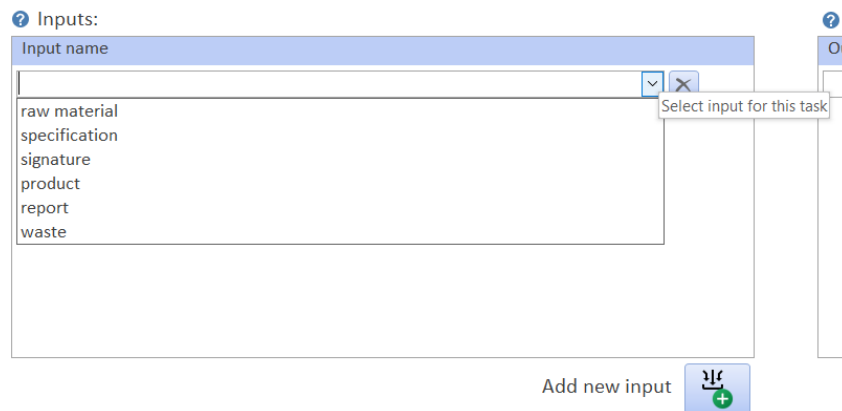 Inputs:
Input name
Select input for this task
raw material
specification
signature
product
report
waste
Add new input